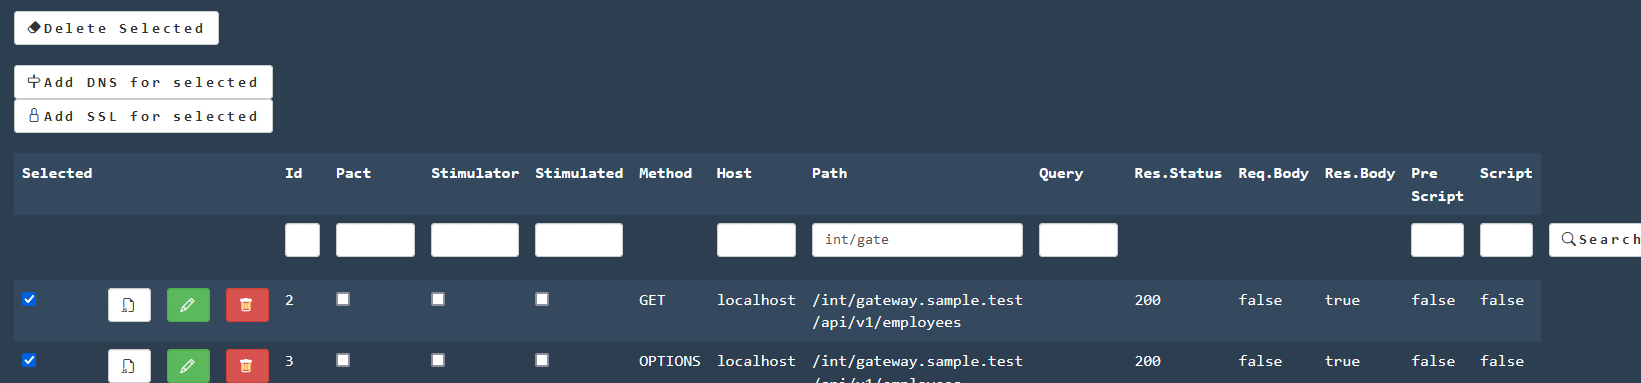 Delete Selected
Add DNS for selected
Add SSL for selected
Selected Id Pact Stimulator Stimulated Method Host Path Query Res.Status Req.Body Res.Body Pre Script Script
int/gate Search
2 GET localhost /int/gateway.sample.test 200 false true false false
/api/v1/employees
3 OPTIONS localhost /int/gateway.sample.test 200 false true false false
/api/v1/employees